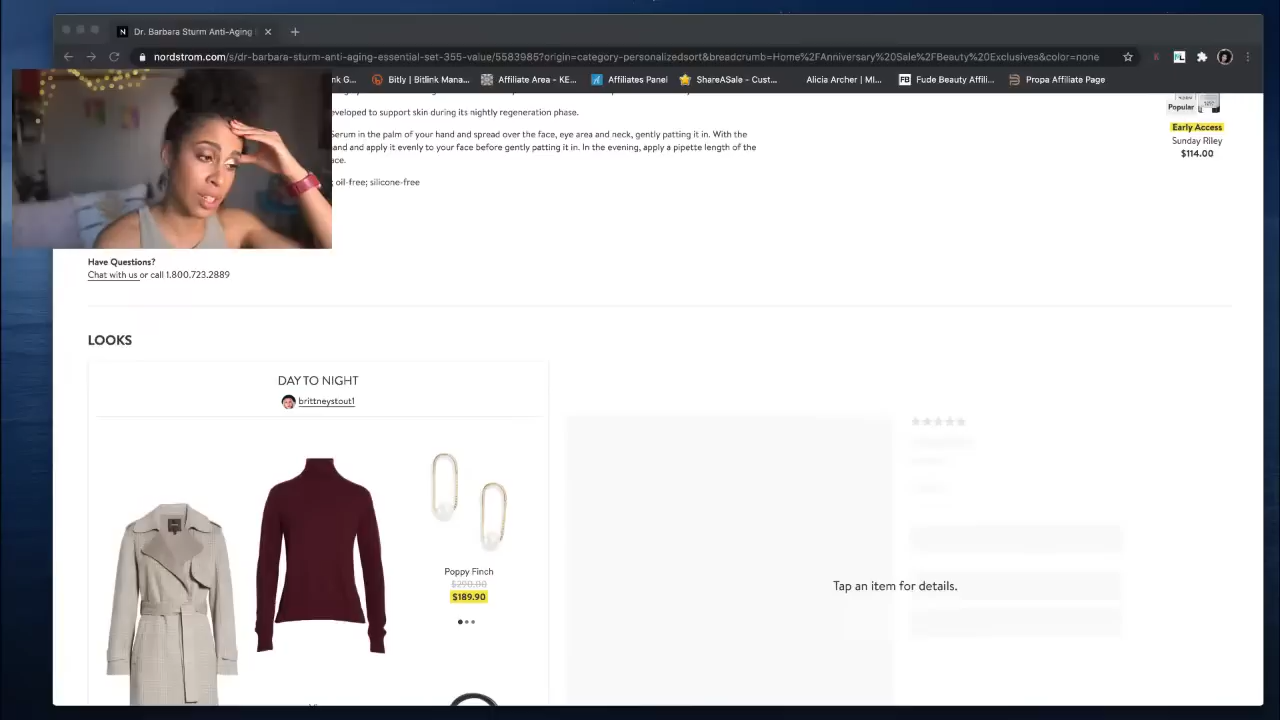 Dr. Barbara Sturm Anti-Aging
nordstrom.com/s/dr-barbara-sturm-anti-aging-essential-set-355-value/5583985?origin=category-personalizedsort&breadcrumb=Home%2FAnniversary%20Sale%2FBeauty%20Exclusives&color=none
nk G... Bitly | Bitlink Mana... Affiliate Area - KE... Affiliates Panel ShareASale - Cust... Alicia Archer | MI... FB Fude Beauty Affili... Propa Affiliate Page
eveloped to support skin during its nightly regeneration phase.
Serum in the palm of your hand and spread over the face, eye area and neck, gently patting it in. With the
and and apply it evenly to your face before gently patting it in. In the evening, apply a pipette length of the
ce.
; oil-free; silicone-free
Popular
Early Access
Sunday Riley
$114.00
Have Questions?
Chat with us or call 1.800.723.2889
LOOKS
DAY TO NIGHT
brittneystout1
Poppy Finch
$290.00
$189.90
Tap an item for details.